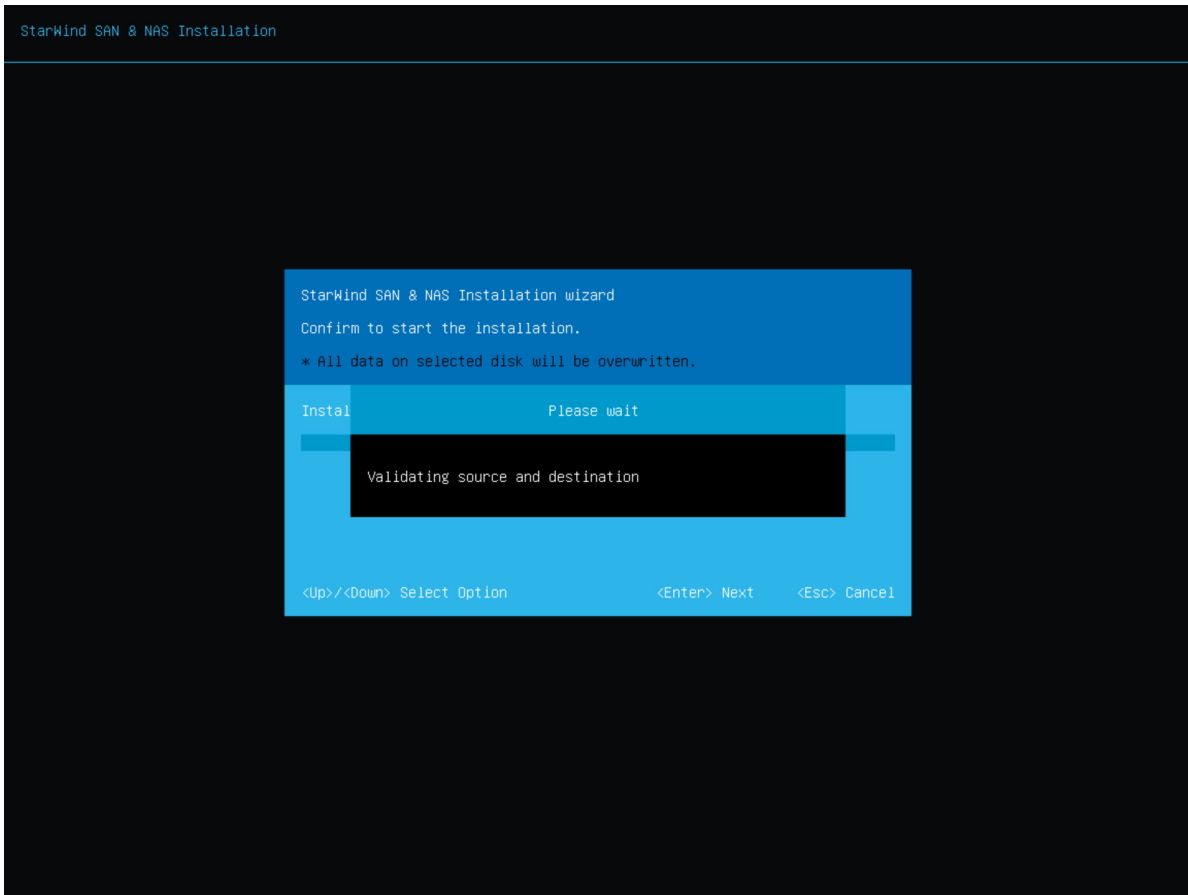 StarWind SAN & NAS Installation
StarWind SAN & NAS Installation wizard
Confirm to start the installation.
* All data on selected disk will be overwritten.
Instal
Please wait
Validating source and destination
<Up>/<Down> Select Option <Enter> Next <Esc> Cancel